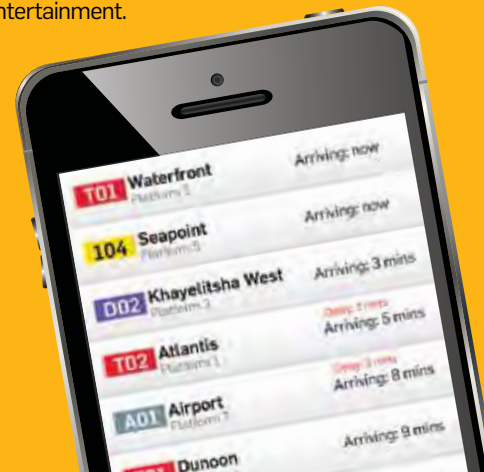 ntertainment.
T01 Waterfront Arriving: now
Platform 1
104 Seapoint Arriving: now
Platform 5
D02 Khayelitsha West Arriving: 3 mins
Platform 3
T02 Atlantis Arriving: 5 mins
Platform 1
A01 Airport Arriving: 8 mins
Platform 7
Dunoon Arriving: 9 mins